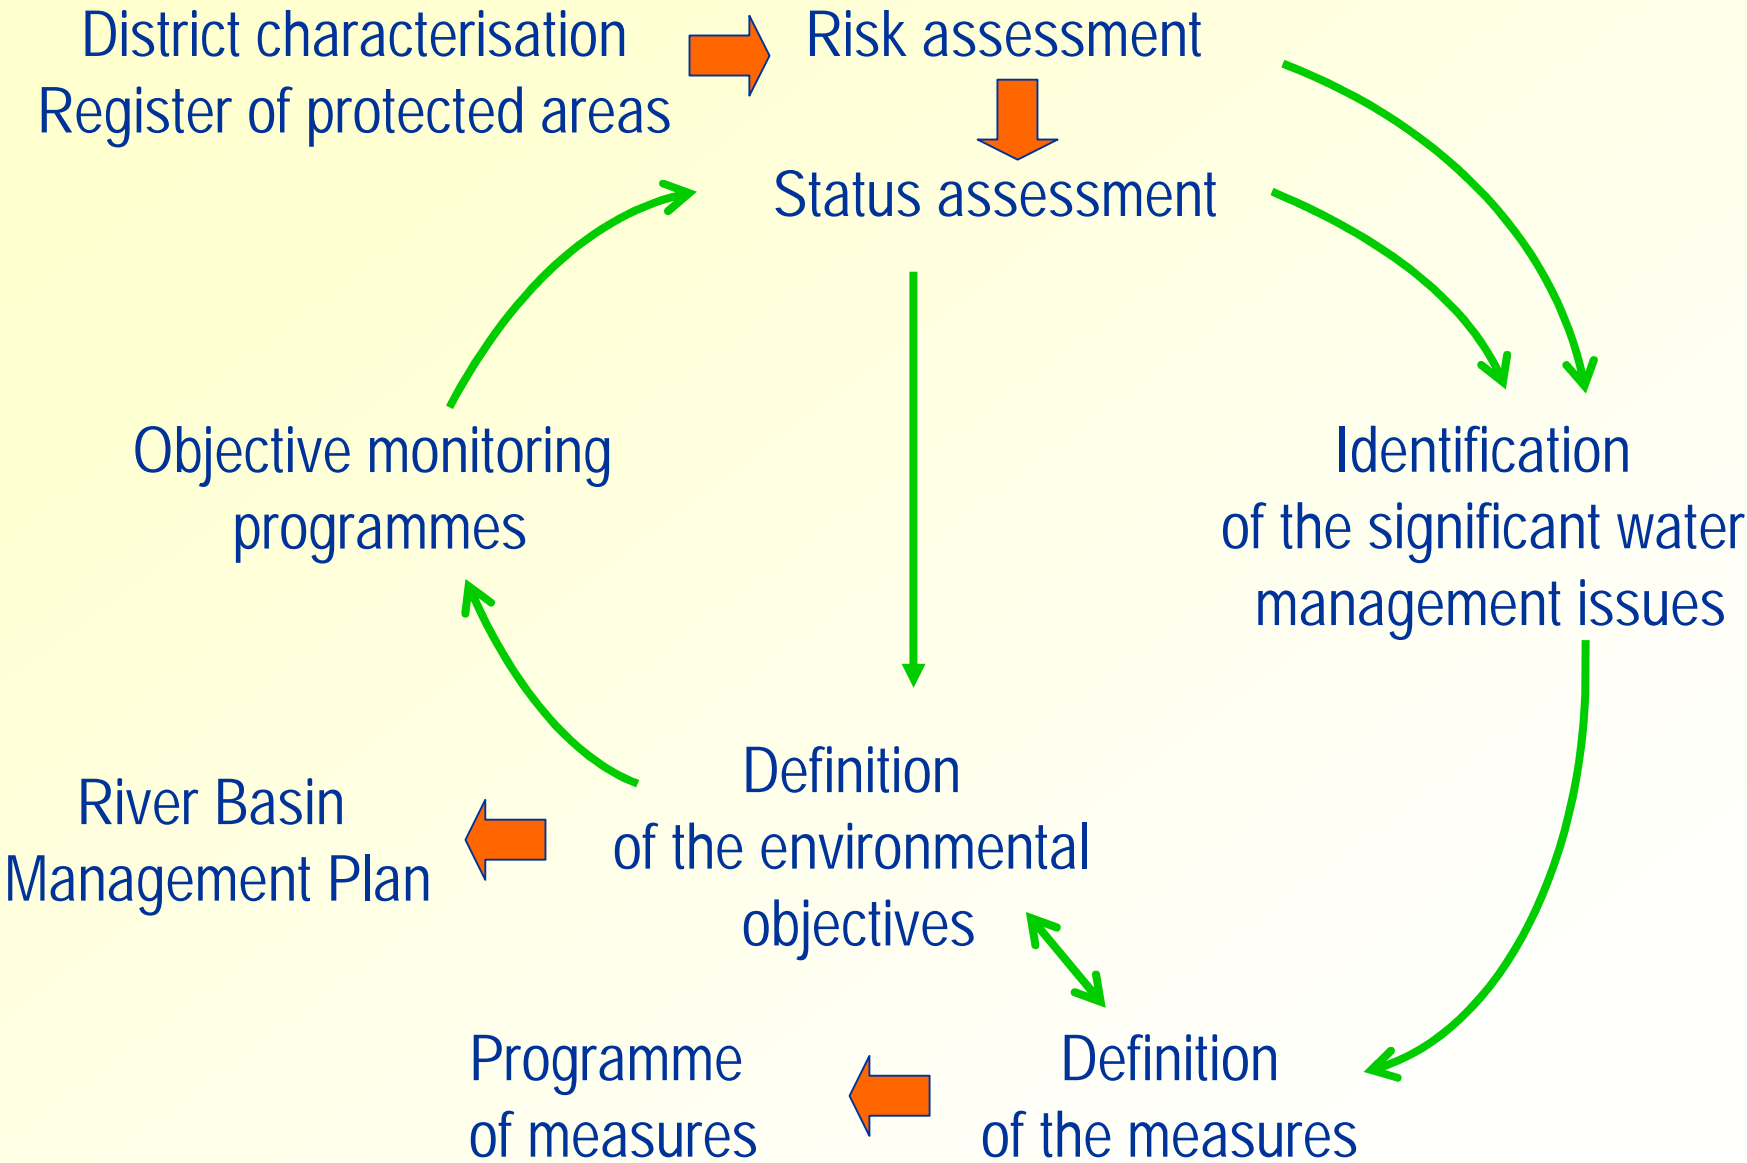 District characterisation
Register of protected areas
Risk assessment
Status assessment
Objective monitoring
programmes
Identification
of the significant water
management issues
River Basin
Management Plan
Definition
of the environmental
objectives
Programme
of measures
Definition
of the measures